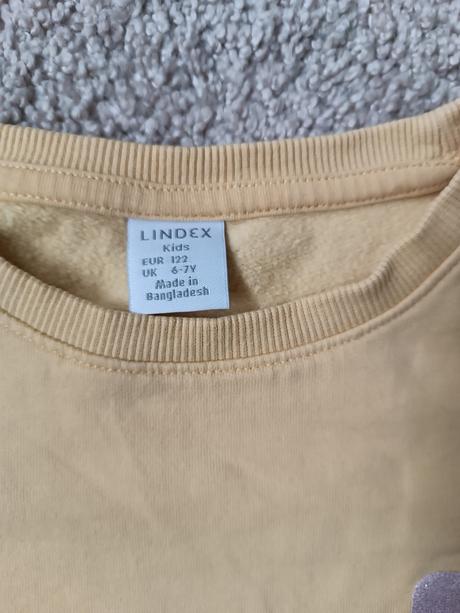 LINDEX
Kids
EUR 122
UK 6-7Y
Made in
Bangladesh